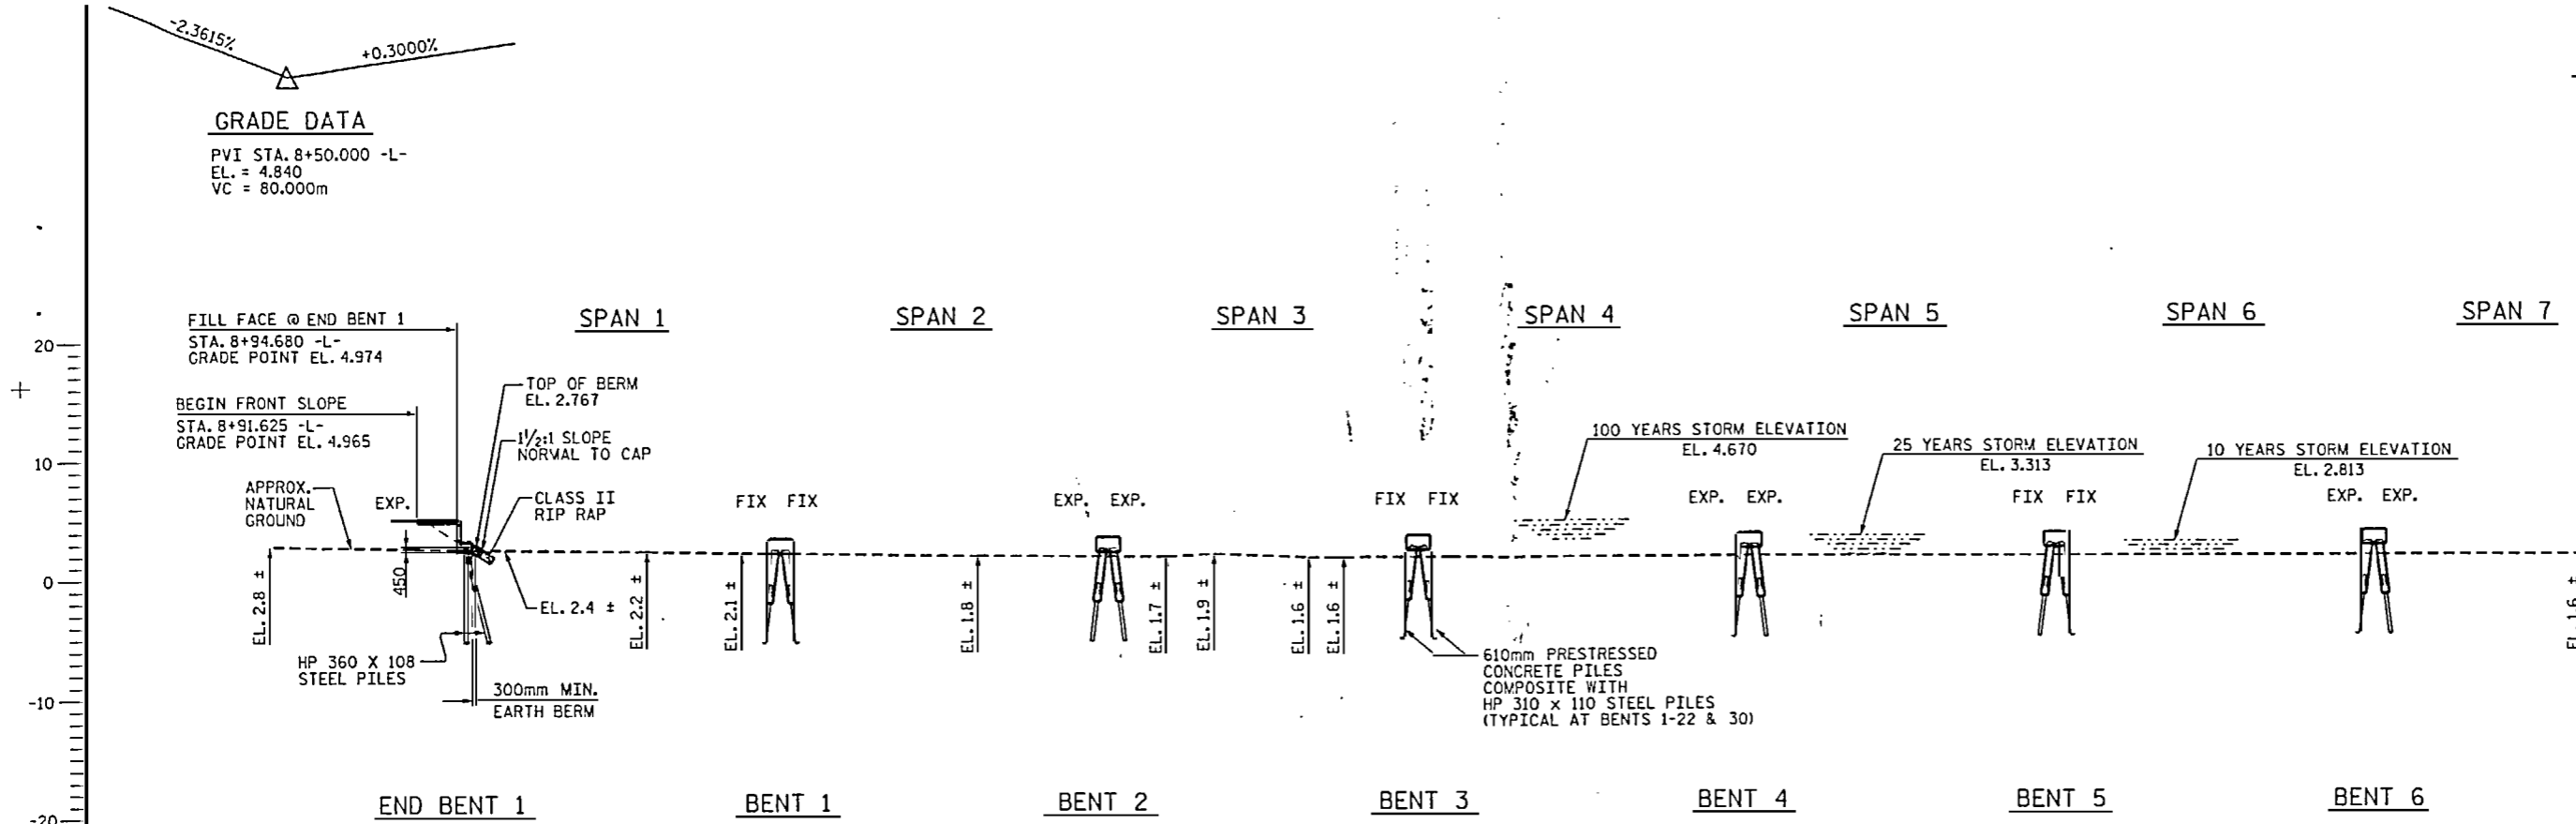 -2.3615%
+0.3000%
GRADE DATA
PVI STA. 8+50.000 -L-
EL. = 4.840
VC = 80.000m
FILL FACE @ END BENT 1
STA. 8+94.680 -L-
GRADE POINT EL. 4.974
BEGIN FRONT SLOPE
STA. 8+91.625 -L-
GRADE POINT EL. 4.965
SPAN 1
SPAN 2
SPAN 3
SPAN 4
SPAN 5
SPAN 6
SPAN 7
20
10
0
-10
-20
TOP OF BERM
EL. 2.767
1½:1 SLOPE
NORMAL TO CAP
CLASS II
RIP RAP
APPROX.
NATURAL
GROUND
EXP.
FIX FIX
EXP. EXP.
FIX FIX
EXP. EXP.
FIX FIX
EXP. EXP.
100 YEARS STORM ELEVATION
EL. 4.670
25 YEARS STORM ELEVATION
EL. 3.313
10 YEARS STORM ELEVATION
EL. 2.813
EL. 2.8 ±
450
EL. 2.4 ±
EL. 2.2 ±
EL. 2.1 ±
EL. 1.8 ±
EL. 1.7 ±
EL. 1.9 ±
EL. 1.6 ±
EL. 1.6 ±
EL. 1.6 ±
HP 360 X 108
STEEL PILES
300mm MIN.
EARTH BERM
610mm PRESTRESSED
CONCRETE PILES
COMPOSITE WITH
HP 310 x 110 STEEL PILES
(TYPICAL AT BENTS 1-22 & 30)
END BENT 1
BENT 1
BENT 2
BENT 3
BENT 4
BENT 5
BENT 6